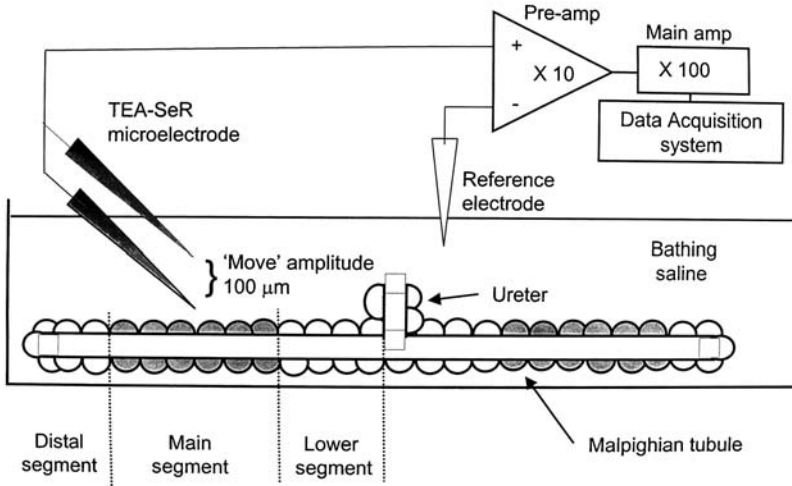 Pre-amp
Main amp
+
X 10
X 100
-
TEA-SeR
microelectrode
Data Acquisition
system
Reference
electrode
'Move' amplitude
100 μm
}
Bathing
saline
Ureter
Distal
segment
Main
segment
Lower
segment
Malpighian tubule